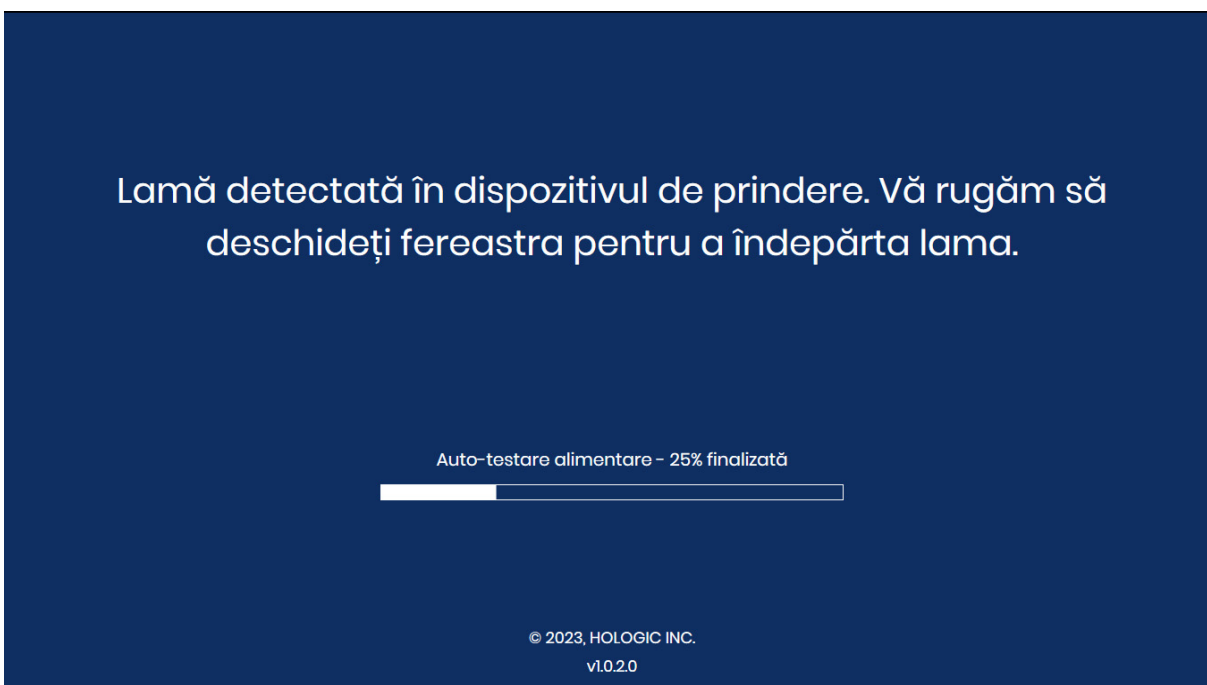 Lamă detectată în dispozitivul de prindere. Vă rugăm să
deschideți fereastra pentru a îndepărta lama.
Auto-testare alimentare - 25% finalizată
© 2023, HOLOGIC INC.
v1.0.2.0